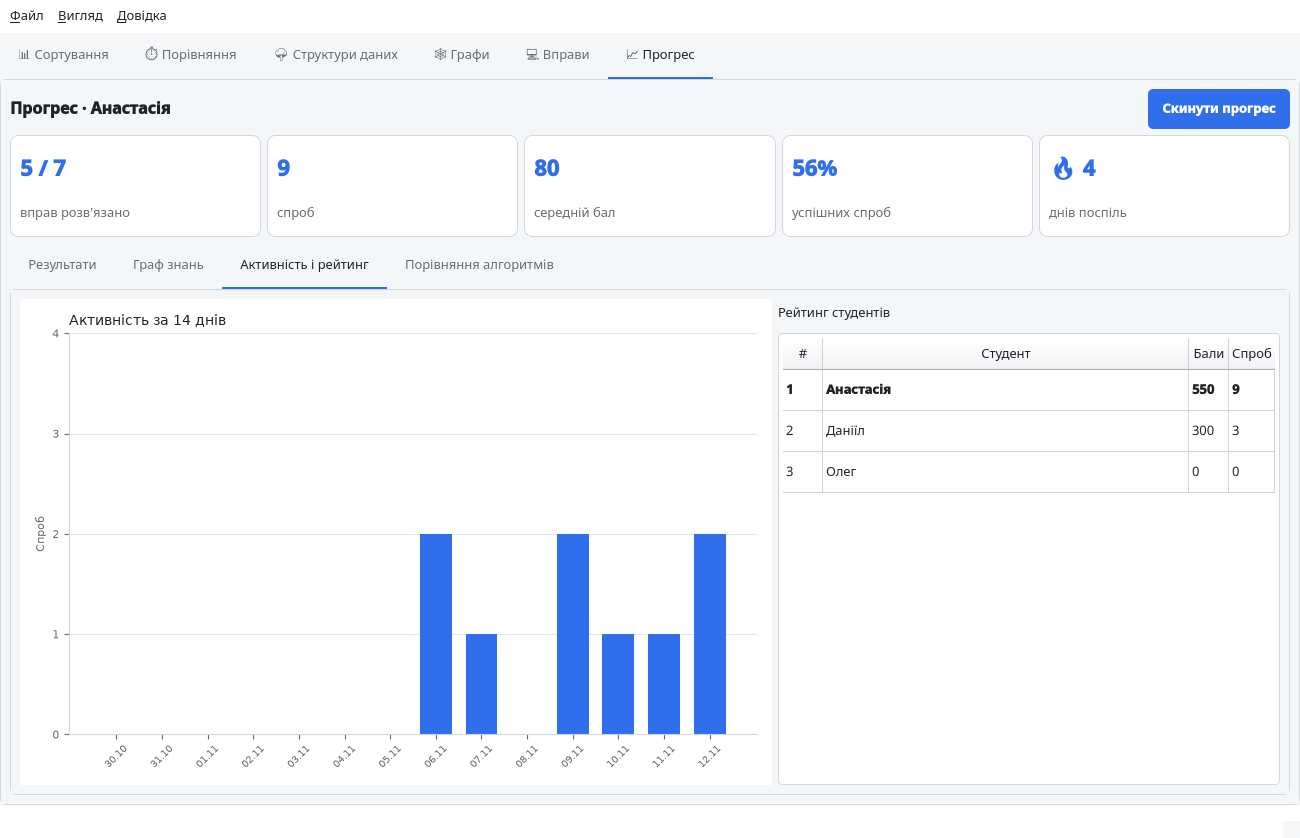 Файл Вигляд Довідка
Сортування Порівняння Структури даних Графи Вправи Прогрес
Прогрес · Анастасія
Скинути прогрес
5 / 7 9 80 56% 4
вправ розв'язано спроб середній бал успішних спроб днів поспіль
Результати Граф знань Активність і рейтинг Порівняння алгоритмів
Активність за 14 днів
4
3
2
1
0
Спроб
30.10 31.10 01.11 02.11 03.11 04.11 05.11 06.11 07.11 08.11 09.11 10.11 11.11 12.11
Рейтинг студентів
# Студент Бали Спроб
1 Анастасія 550 9
2 Данііл 300 3
3 Олег 0 0